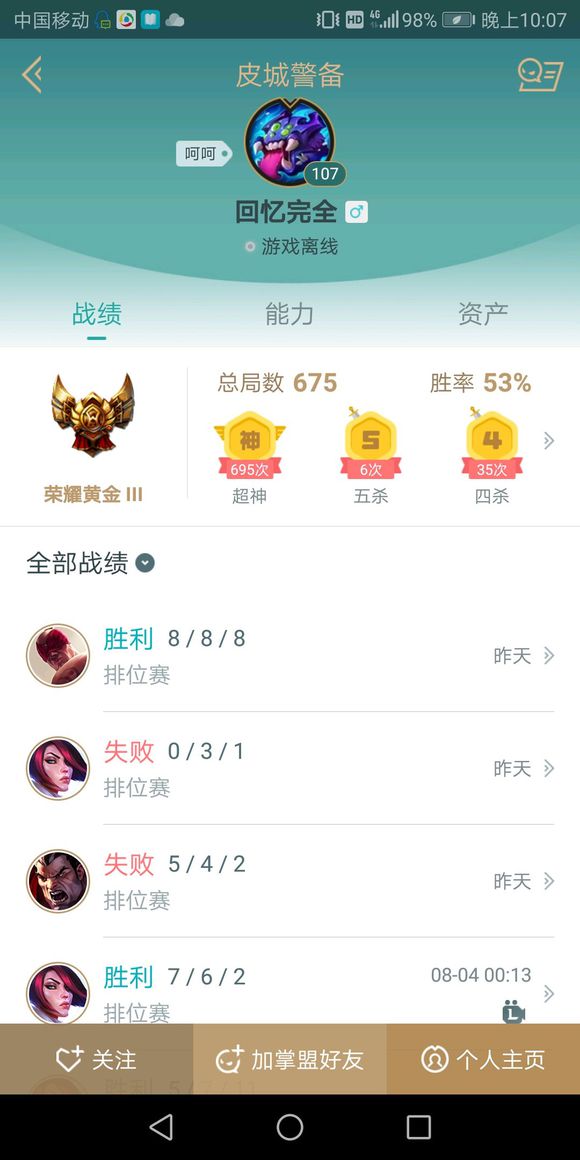 中国移动 HD 4G 98% 晚上10:07
皮城警备
呵呵
107
回忆完全
游戏离线
战绩 能力 资产
总局数 675 胜率 53%
神 5 4
695次 6次 35次
荣耀黄金 III 超神 五杀 四杀
全部战绩
胜利 8 / 8 / 8
昨天
排位赛
失败 0 / 3 / 1
昨天
排位赛
失败 5 / 4 / 2
昨天
排位赛
胜利 7 / 6 / 2
08-04 00:13
排位赛
L
关注 加掌盟好友 个人主页
胜利 5 / 7 / 11